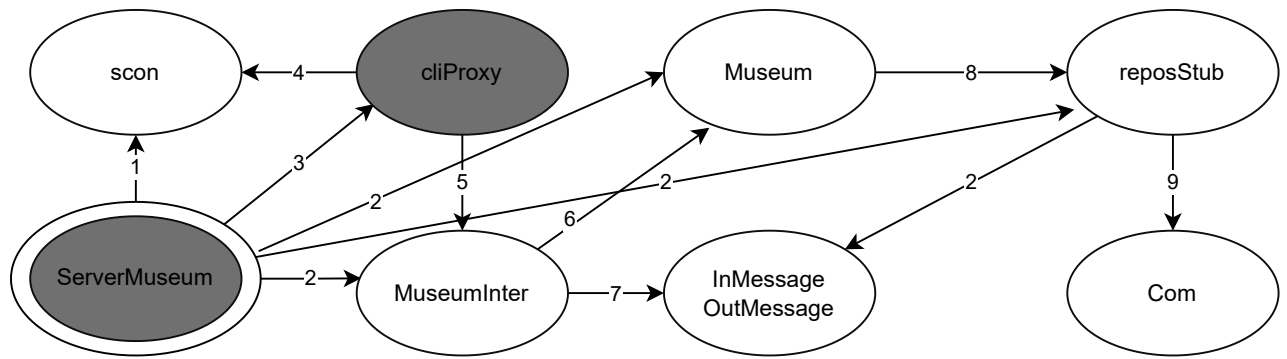 scon
4
cliProxy
Museum
8
reposStub
1
3
2
5
6
2
2
9
ServerMuseum
2
MuseumInter
7
InMessage
OutMessage
Com